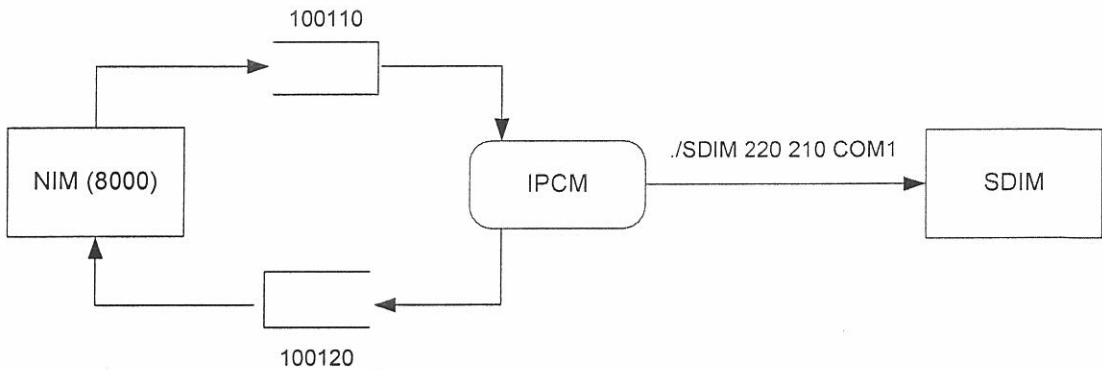 100110
NIM (8000)
IPCM
./SDIM 220 210 COM1
SDIM
100120